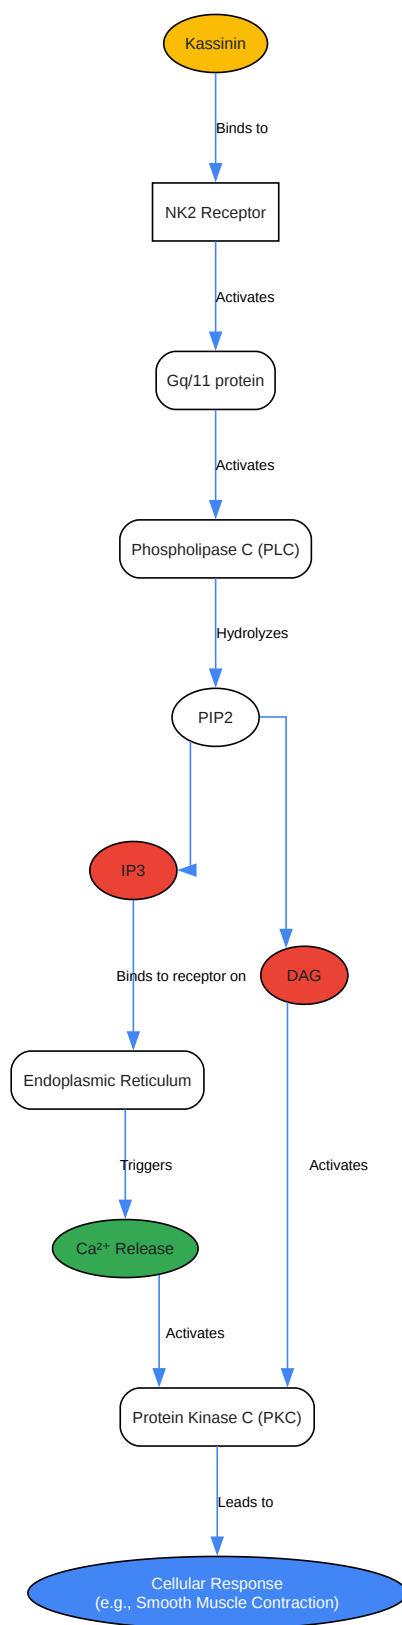 Kassinin
Binds to
NK2 Receptor
Activates
Gq/11 protein
Activates
Phospholipase C (PLC)
Hydrolyzes
PIP2
IP3
Binds to receptor on
DAG
Endoplasmic Reticulum
Triggers
Activates
Ca²⁺ Release
Activates
Protein Kinase C (PKC)
Leads to
Cellular Response
(e.g., Smooth Muscle Contraction)